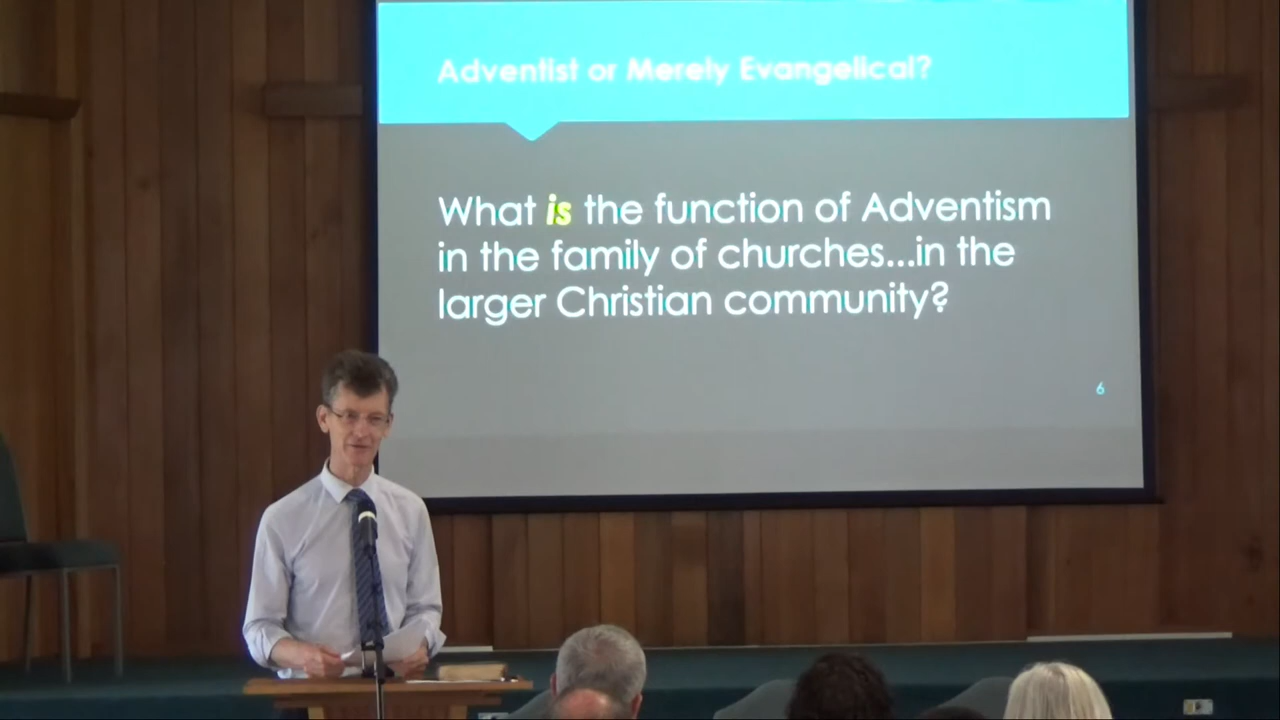 Adventist or Merely Evangelical?
What is the function of Adventism
in the family of churches...in the
larger Christian community?
6